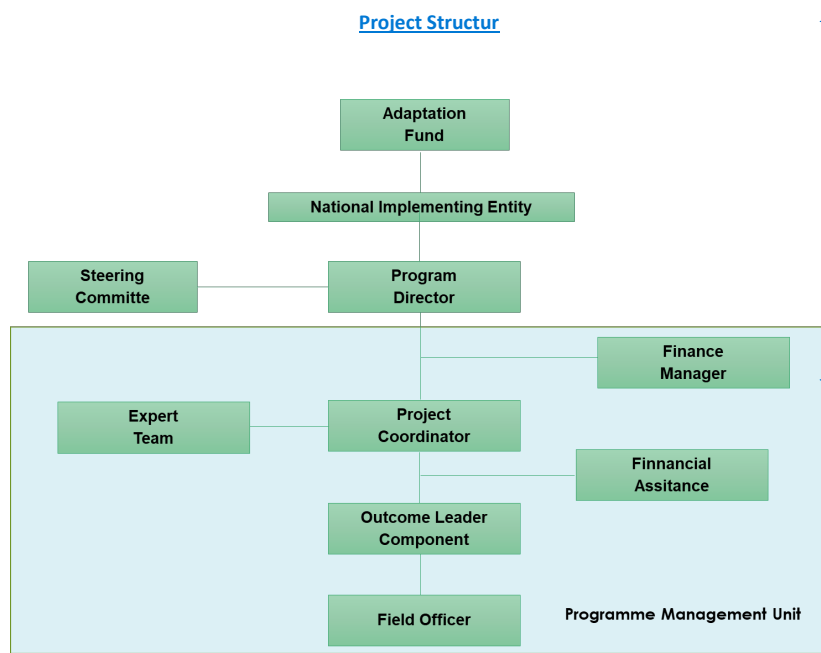 Project Structur
Adaptation
Fund
National Implementing Entity
Steering
Committe
Program
Director
Finance
Manager
Expert
Team
Project
Coordinator
Finnancial
Assitance
Outcome Leader
Component
Field Officer
Programme Management Unit